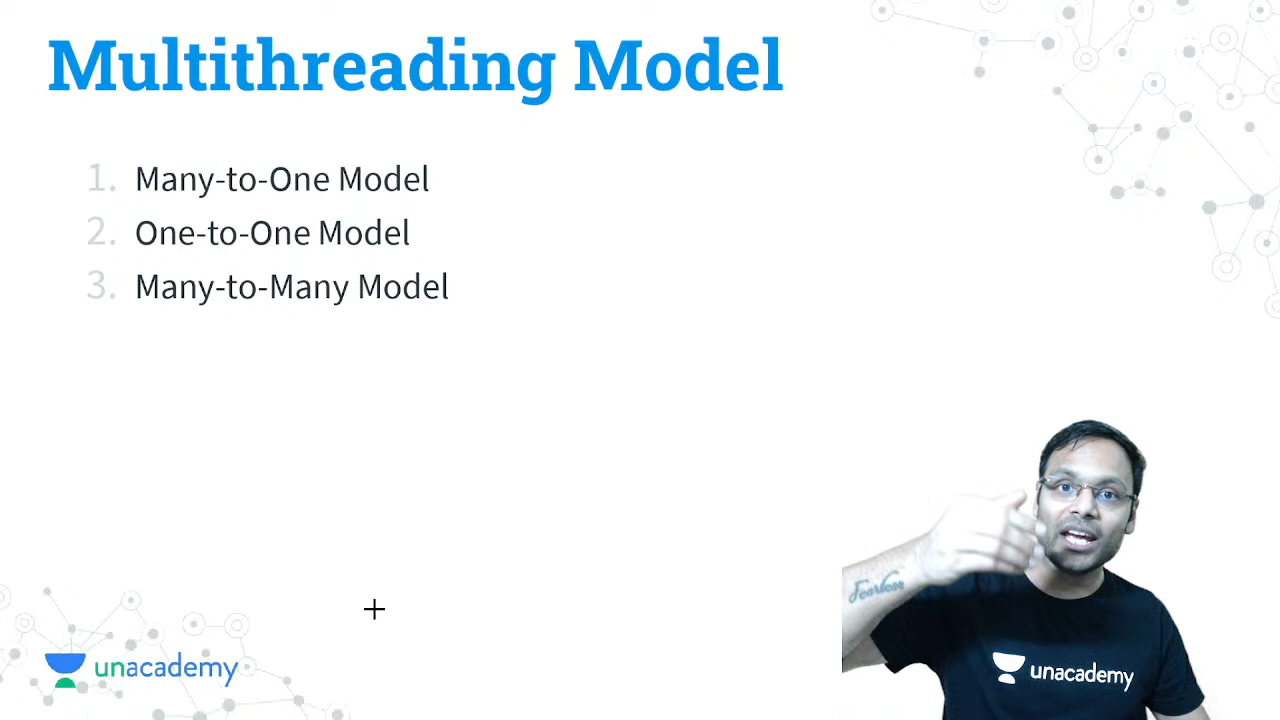 Multithreading Model
1. Many-to-One Model
2. One-to-One Model
3. Many-to-Many Model
Fearless
unacademy
unacademy